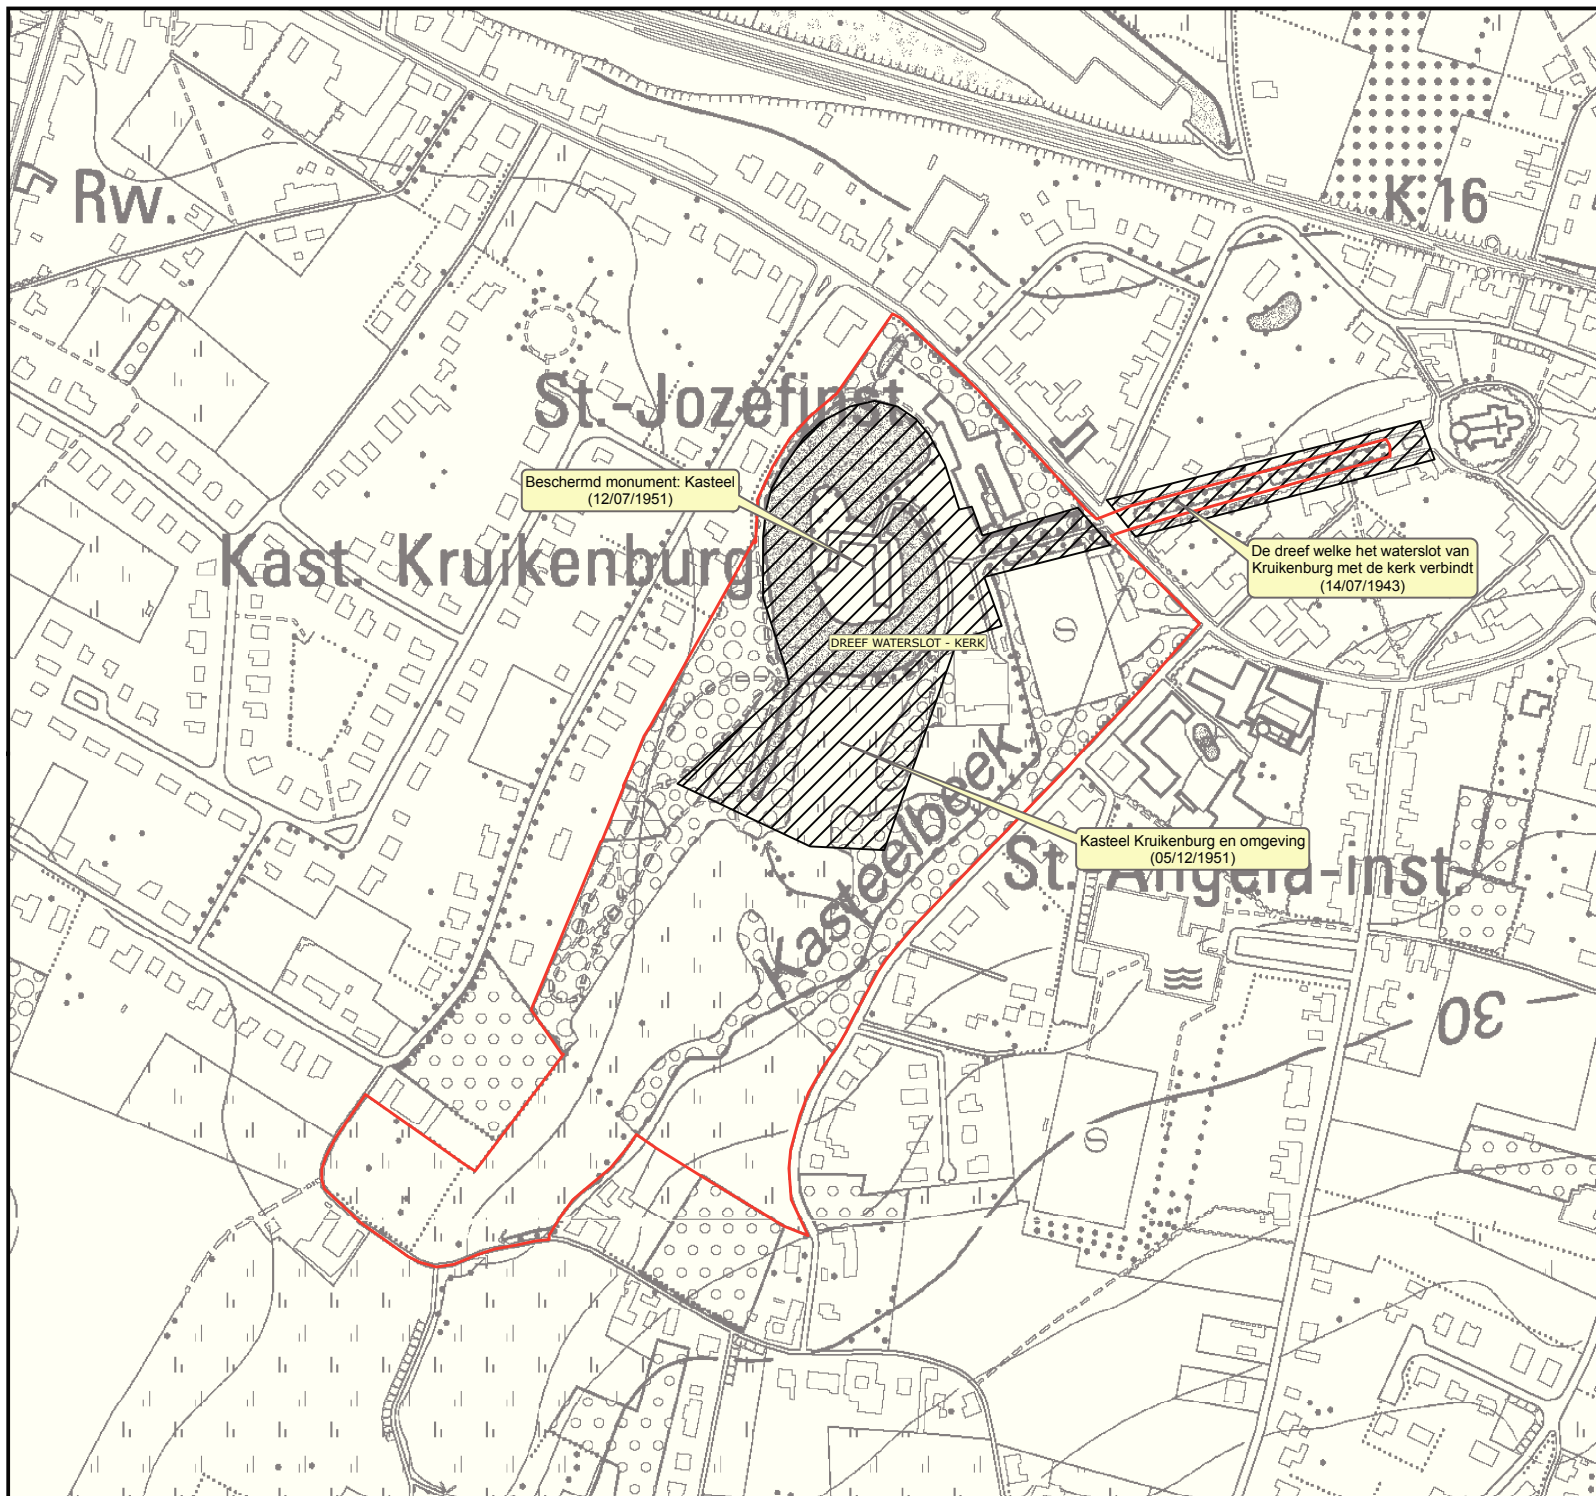 Rw.
K 16
St.-Jozefinst
Beschermd monument: Kasteel
(12/07/1951)
Kast. Kruikenburg
De dreef welke het waterslot van
Kruikenburg met de kerk verbindt
(14/07/1943)
DREEF WATERSLOT - KERK
Kasteelbeek
Kasteel Kruikenburg en omgeving
(05/12/1951)
St.-Angela-inst.
30